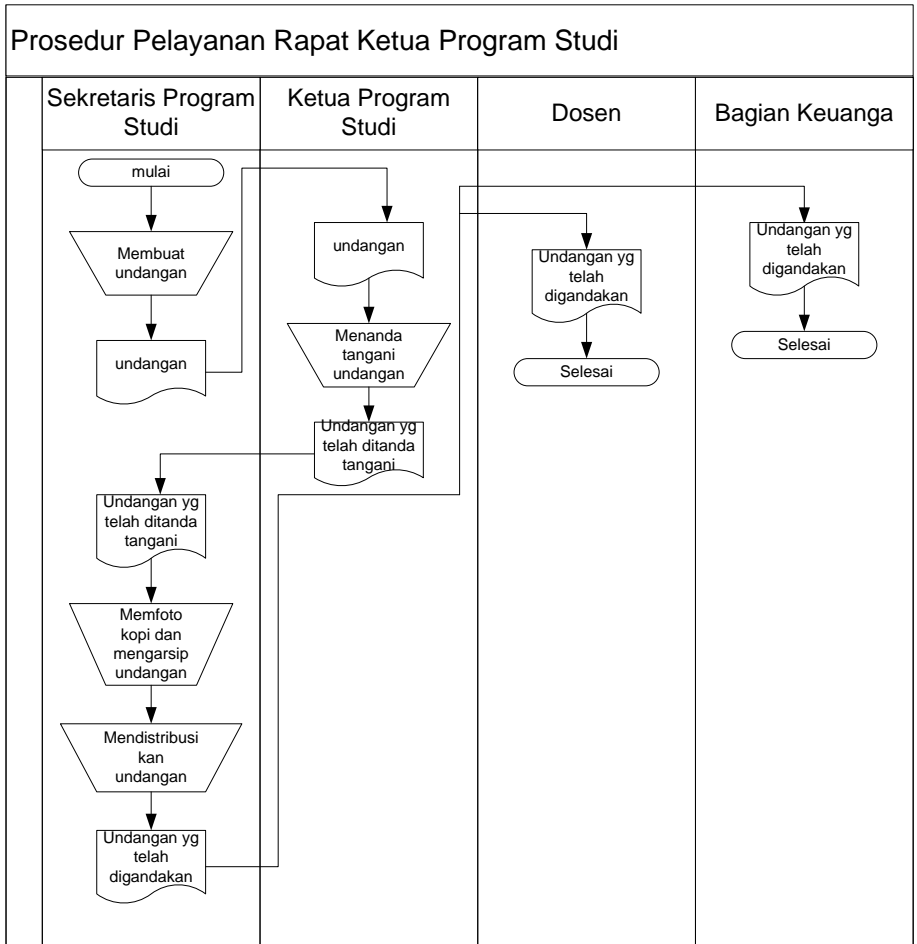 Prosedur Pelayanan Rapat Ketua Program Studi
Sekretaris Program
Studi
Ketua Program
Studi
Dosen
Bagian Keuanga
mulai
Membuat
undangan
undangan
undangan
Menanda
tangani
undangan
Undangan yg
telah ditanda
tangani
Undangan yg
telah ditanda
tangani
Memfoto
kopi dan
mengarsip
undangan
Mendistribusi
kan
undangan
Undangan yg
telah
digandakan
Undangan yg
telah
digandakan
Selesai
Undangan yg
telah
digandakan
Selesai